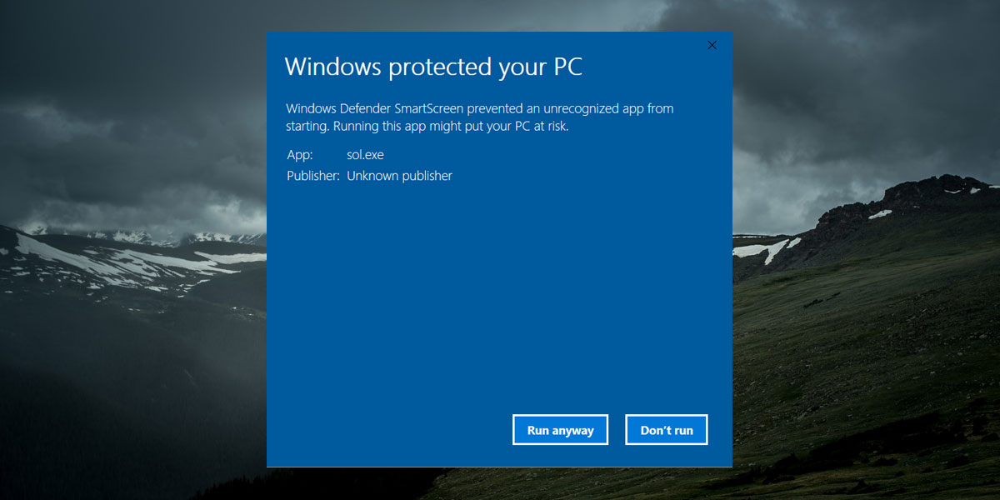 Windows protected your PC
Windows Defender SmartScreen prevented an unrecognized app from
starting. Running this app might put your PC at risk.
App: sol.exe
Publisher: Unknown publisher
Run anyway Don’t run